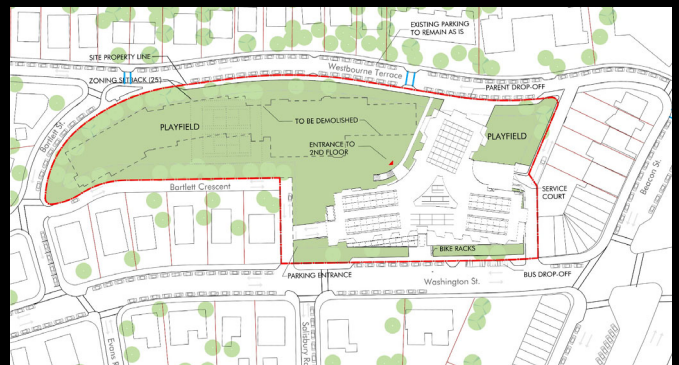 EXISTING PARKING
TO REMAIN AS IS
SITE PROPERTY LINE
Westbourne Terrace
ZONING SETBACK (25')
PARENT DROP-OFF
Bartlett St.
PLAYFIELD
TO BE DEMOLISHED
PLAYFIELD
ENTRANCE TO
2ND FLOOR
Beacon St.
Bartlett Crescent
SERVICE
COURT
BIKE RACKS
PARKING ENTRANCE
BUS DROP-OFF
Washington St.
Evans R
Salisbury R